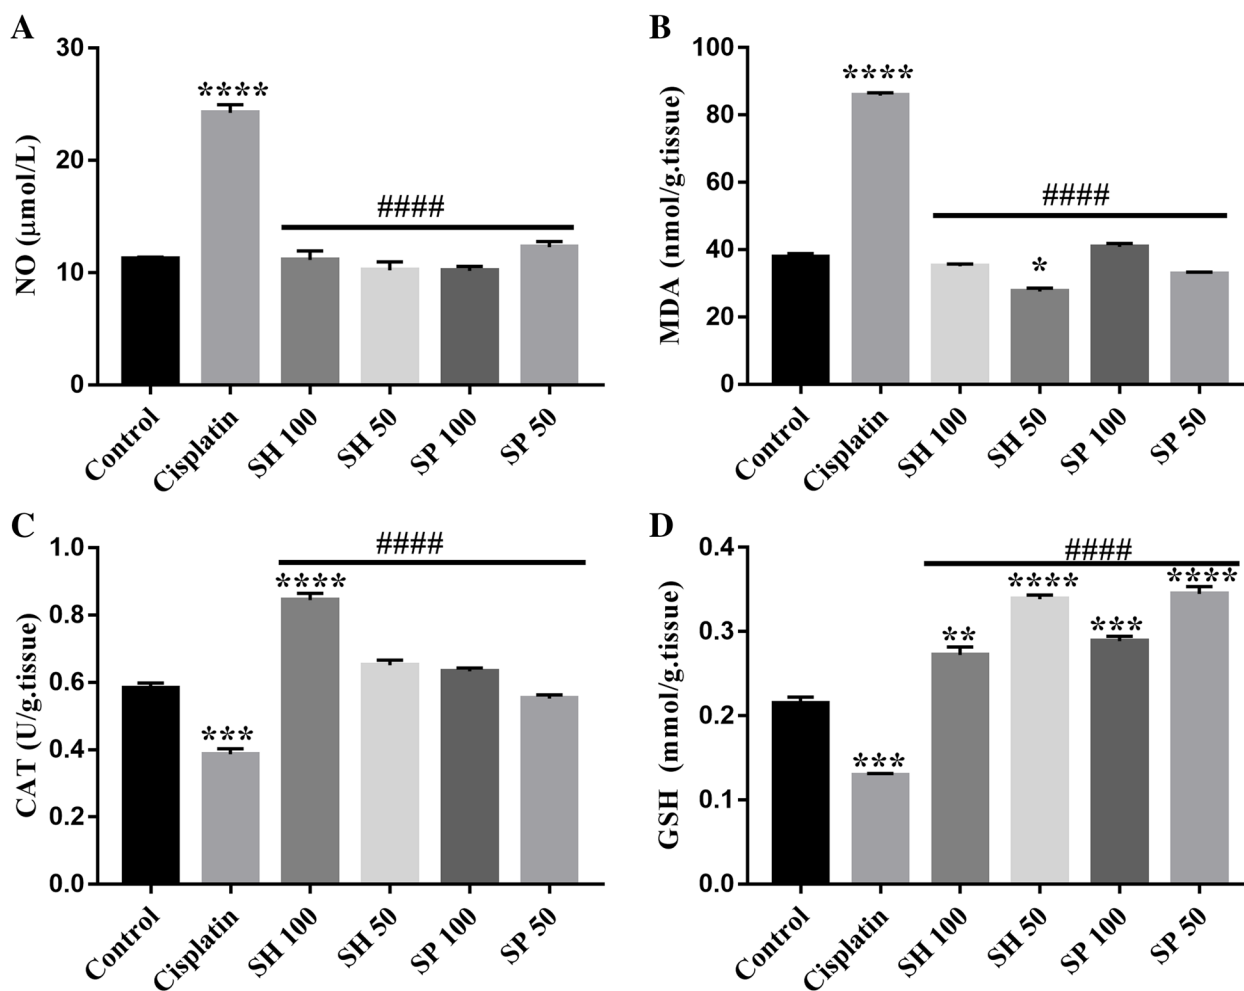 A
NO (μmol/L)
30
20
10
0
****
####
Control
Cisplatin
SH 100
SH 50
SP 100
SP 50
B
MDA (nmol/g.tissue)
100
80
60
40
20
0
****
####
*
Control
Cisplatin
SH 100
SH 50
SP 100
SP 50
C
CAT (U/g.tissue)
1.0
0.8
0.6
0.4
0.2
0.0
####
****
***
Control
Cisplatin
SH 100
SH 50
SP 100
SP 50
D
GSH (mmol/g.tissue)
0.4
0.3
0.2
0.1
0.0
####
***
**
****
***
****
Control
Cisplatin
SH 100
SH 50
SP 100
SP 50